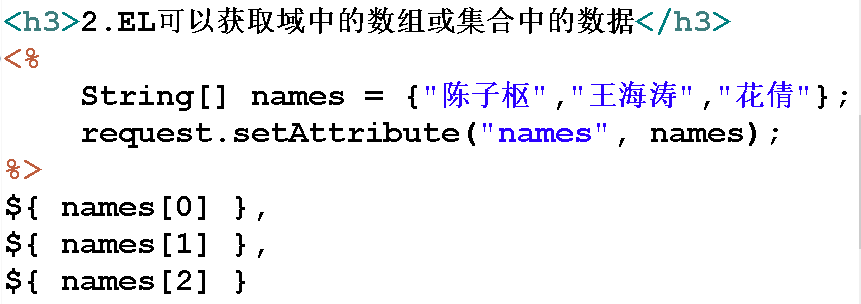 <h3>2.EL可以获取域中的数组或集合中的数据</h3>
<%
    String[] names = {"陈子枢","王海涛","花倩"};
    request.setAttribute("names", names);
%>
${ names[0] },
${ names[1] },
${ names[2] }